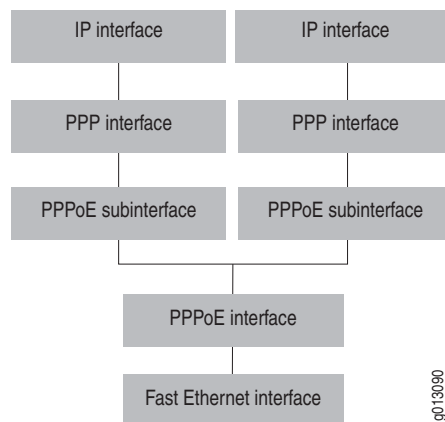 IP interface
IP interface
PPP interface
PPP interface
PPPoE subinterface
PPPoE subinterface
PPPoE interface
Fast Ethernet interface
g013090